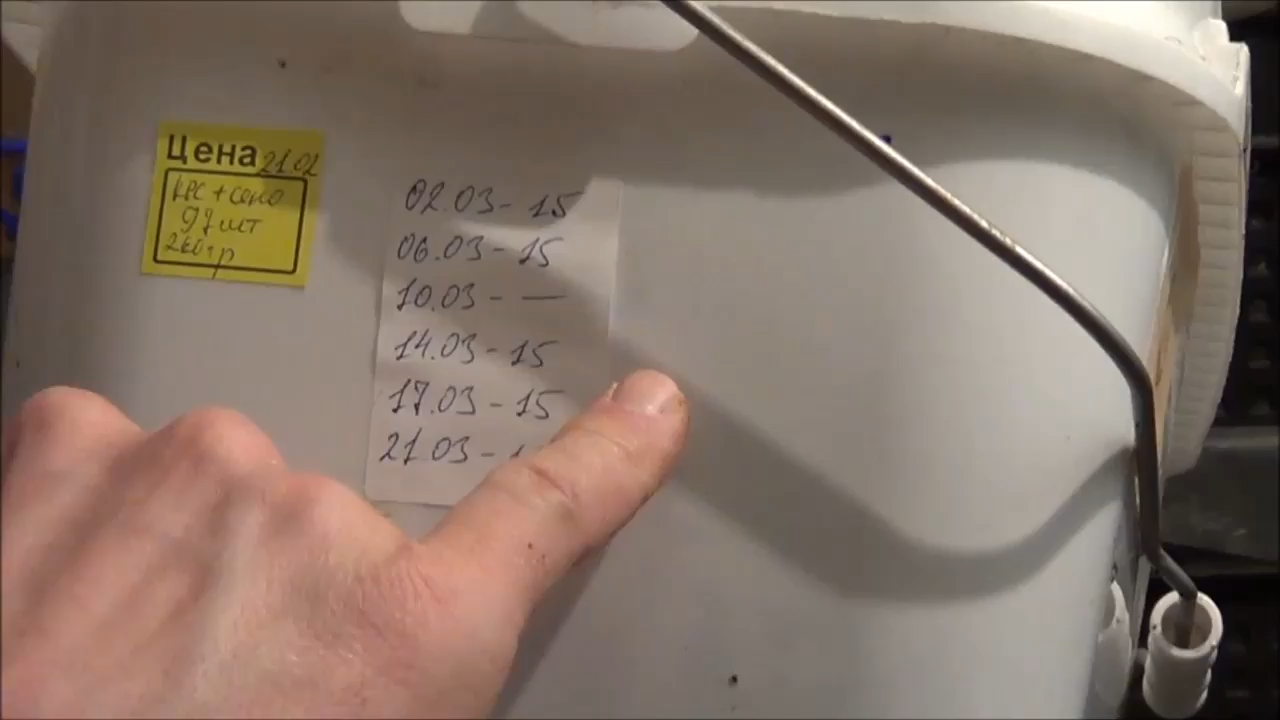 Цена 21.02
КРС + сено
97 шт
260 гр
02.03 - 15
06.03 - 15
10.03 - —
14.03 - 15
17.03 - 15
21.03 -